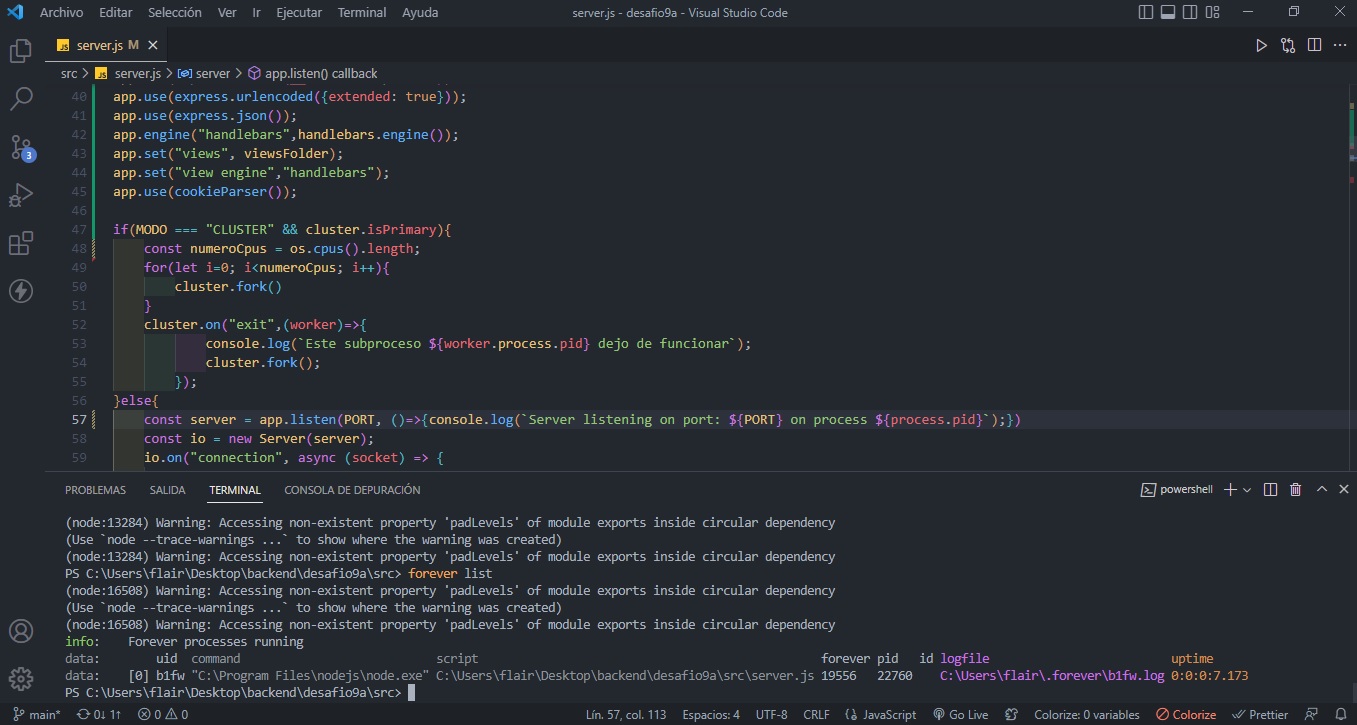 Archivo Editar Selección Ver Ir Ejecutar Terminal Ayuda server.js - desafio9a - Visual Studio Code
JS server.js M
src > JS server.js > server > app.listen() callback
40 app.use(express.urlencoded({extended: true}));
41 app.use(express.json());
42 app.engine("handlebars",handlebars.engine());
43 app.set("views", viewsFolder);
44 app.set("view engine","handlebars");
45 app.use(cookieParser());
46
47 if(MODO === "CLUSTER" && cluster.isPrimary){
48 const numeroCpus = os.cpus().length;
49 for(let i=0; i<numeroCpus; i++){
50 cluster.fork()
51 }
52 cluster.on("exit",(worker)=>{
53 console.log(`Este subproceso ${worker.process.pid} dejo de funcionar`);
54 cluster.fork();
55 });
56 }else{
57 const server = app.listen(PORT, ()=>{console.log(`Server listening on port: ${PORT} on process ${process.pid}`);})
58 const io = new Server(server);
59 io.on("connection", async (socket) => {
3
PROBLEMAS SALIDA TERMINAL CONSOLA DE DEPURACIÓN powershell
(node:13284) Warning: Accessing non-existent property 'padLevels' of module exports inside circular dependency
(Use `node --trace-warnings ...` to show where the warning was created)
(node:13284) Warning: Accessing non-existent property 'padLevels' of module exports inside circular dependency
PS C:\Users\flair\Desktop\backend\desafio9a\src> forever list
(node:16508) Warning: Accessing non-existent property 'padLevels' of module exports inside circular dependency
(Use `node --trace-warnings ...` to show where the warning was created)
(node:16508) Warning: Accessing non-existent property 'padLevels' of module exports inside circular dependency
info: Forever processes running
data: uid command script forever pid id logfile uptime
data: [0] b1fw "C:\Program Files\nodejs\node.exe" C:\Users\flair\Desktop\backend\desafio9a\src\server.js 19556 22760 C:\Users\flair\.forever\b1fw.log 0:0:0:7.173
PS C:\Users\flair\Desktop\backend\desafio9a\src>
main* 0↓ 1↑ 0 0 Lín. 57, col. 113 Espacios: 4 UTF-8 CRLF {} JavaScript Go Live Colorize: 0 variables Colorize Prettier